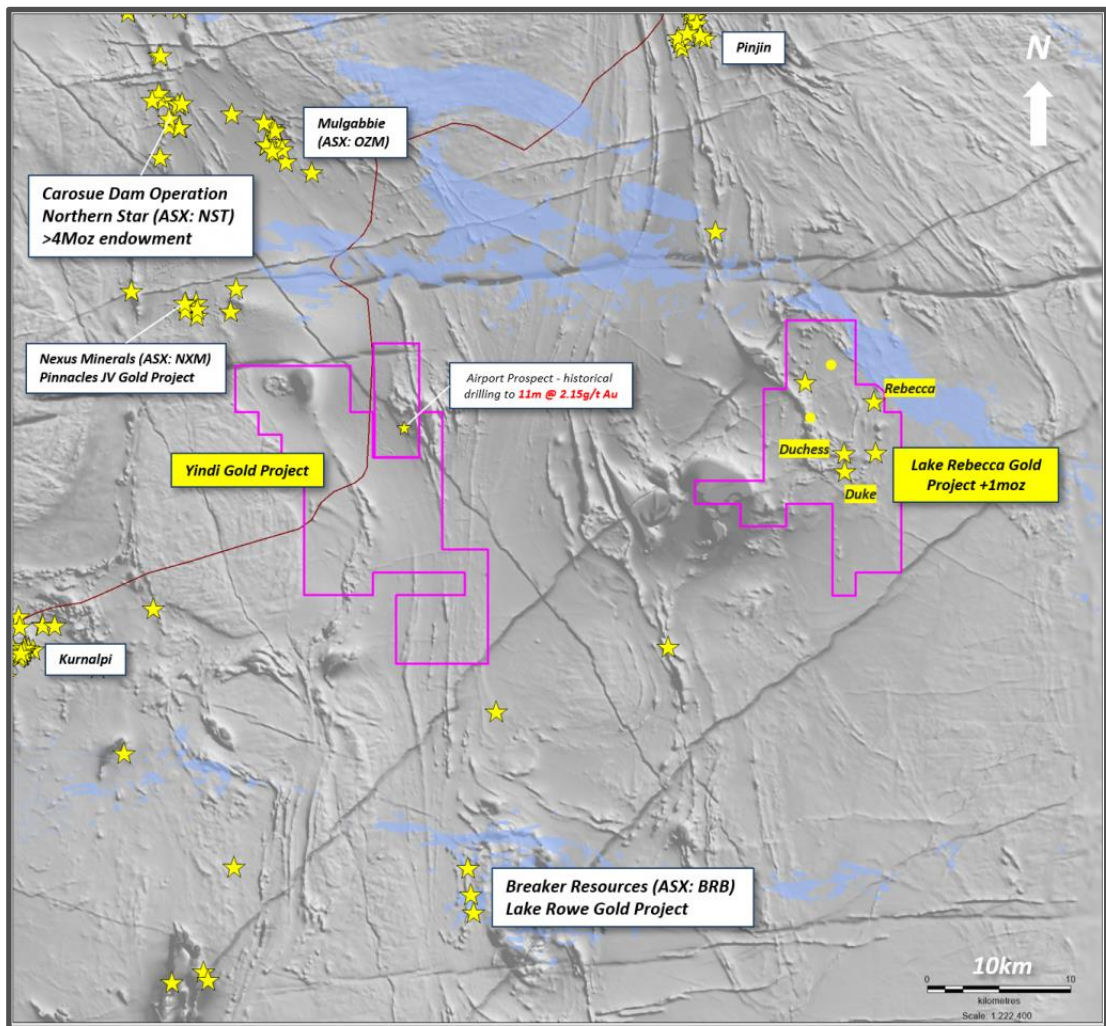 Pinjin
N
Mulgabbie
(ASX: OZM)
Carosue Dam Operation
Northern Star (ASX: NST)
>4Moz endowment
Nexus Minerals (ASX: NXM)
Pinnacles JV Gold Project
Airport Prospect - historical
drilling to 11m @ 2.15g/t Au
Rebecca
Duchess
Yindi Gold Project
Lake Rebecca Gold
Project +1moz
Duke
Kurnalpi
Breaker Resources (ASX: BRB)
Lake Rowe Gold Project
10km
0 10
kilometres
Scale: 1:222,400